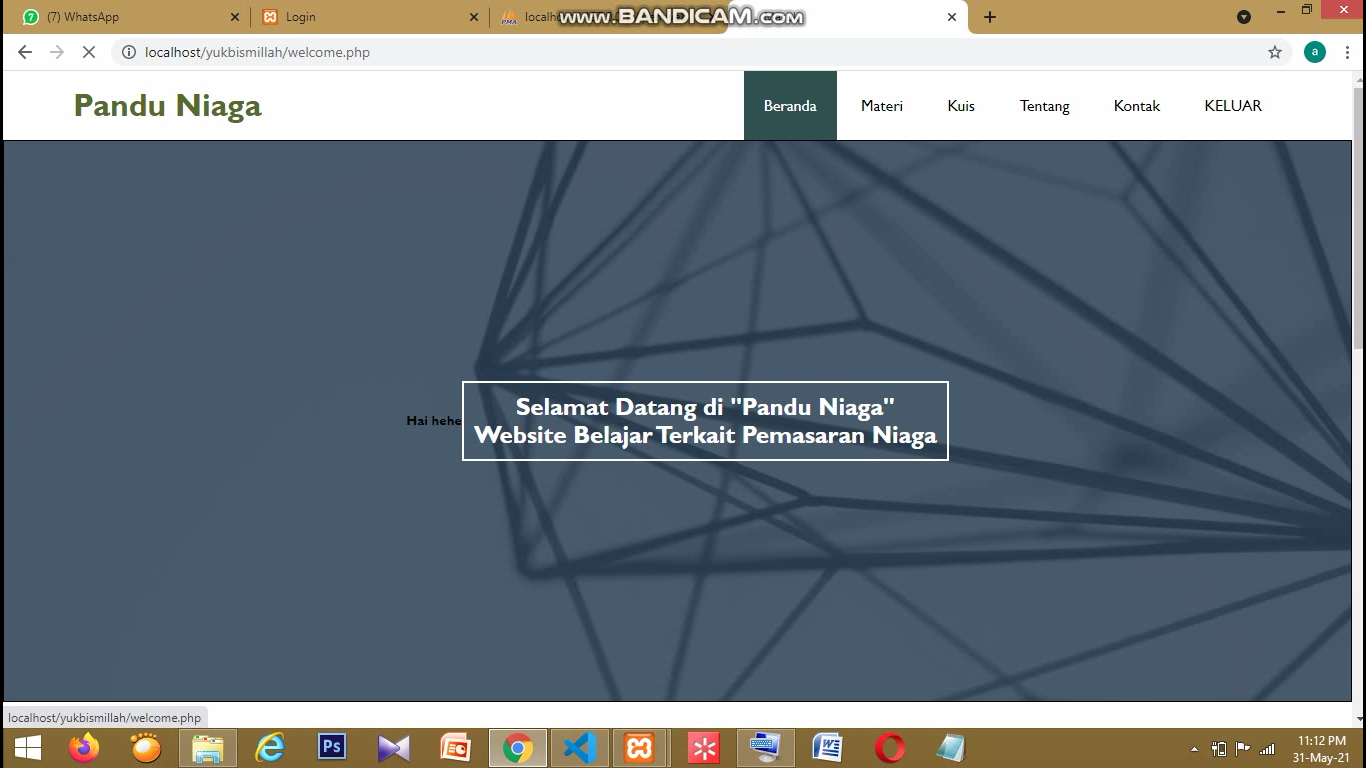 (7) WhatsApp
Login
localh
WWW.BANDICAM.COM
localhost/yukbismillah/welcome.php
a
Pandu Niaga
Beranda
Materi
Kuis
Tentang
Kontak
KELUAR
Hai hehe
Selamat Datang di "Pandu Niaga"
Website Belajar Terkait Pemasaran Niaga
localhost/yukbismillah/welcome.php
Ps
11:12 PM
31-May-21